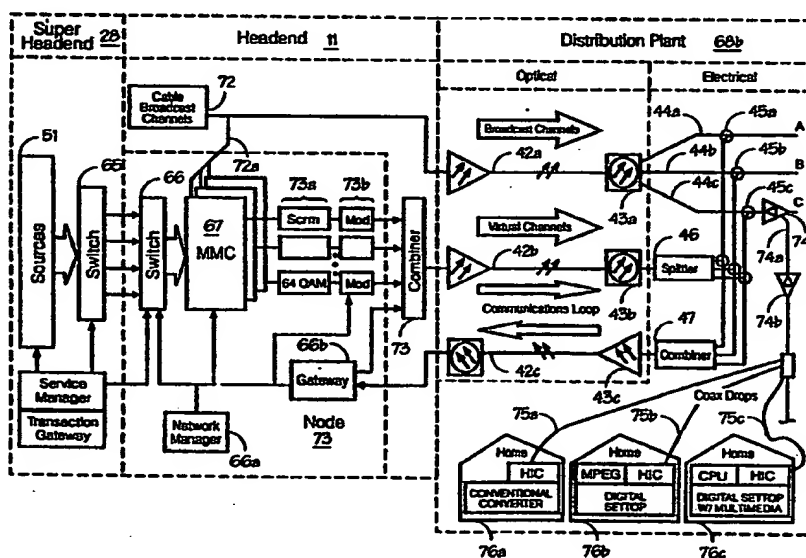 Super Headend 28
Headend 11
Distribution Plant 68b
Optical
Electrical
72
Cable Broadcast Channels
72a
51
65
66
Sources
Switch
Switch
67
MMC
73a
73b
Scrm
Mod
64 QAM
Mod
Combiner
73
Broadcast Channels
42a
43a
44a
44b
44c
45a
45b
45c
A
B
C
74
74a
74b
Virtual Channels
42b
43b
46
Splitter
Communications Loop
42c
43c
47
Combiner
66b
Gateway
Node 73
Service Manager
Transaction Gateway
Network Manager
66a
Coax Drops
75a
75b
75c
Home
HIC
CONVENTIONAL CONVERTER
76a
Home
MPEG
HIC
DIGITAL SETTOP
76b
Home
CPU
HIC
DIGITAL SETTOP W/ MULTIMEDIA
76c